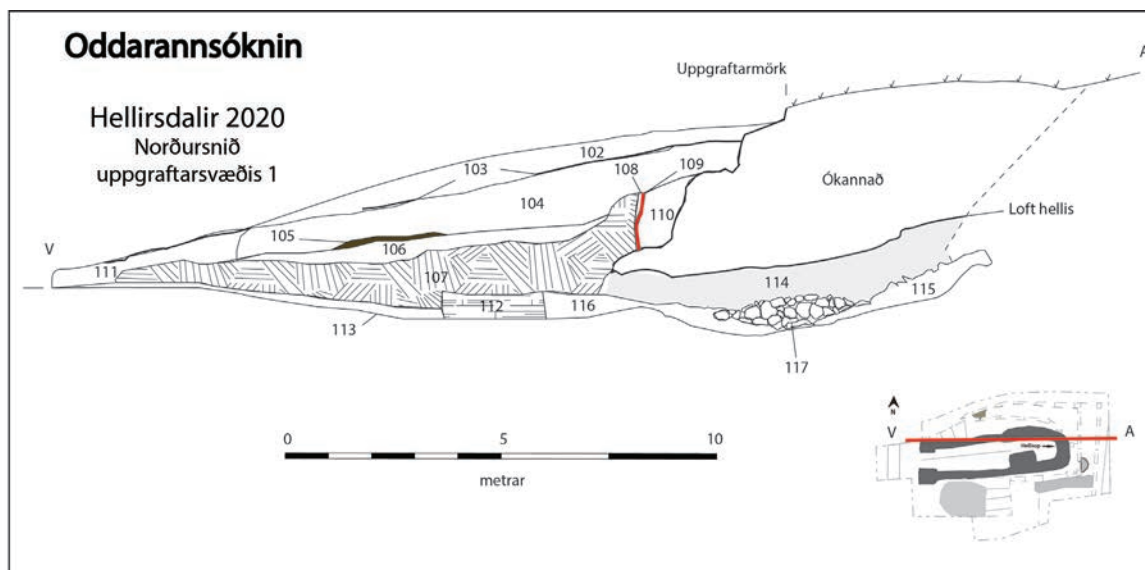 Oddarannsóknin
Hellirsdalir 2020
Norðursnið
uppgraftarsvæðis 1
Uppgraftarmörk
A
V
102
103
108
109
104
110
Ókannað
105
106
Loft hellis
111
107
114
115
112
116
113
117
0 5 10
metrar
N
V
A